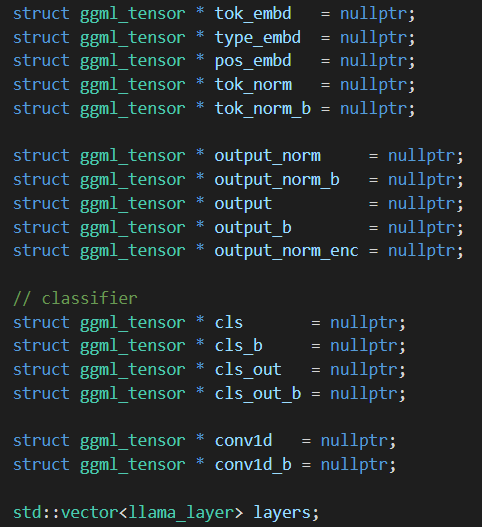 struct ggml_tensor * tok_embd   = nullptr;
struct ggml_tensor * type_embd  = nullptr;
struct ggml_tensor * pos_embd   = nullptr;
struct ggml_tensor * tok_norm   = nullptr;
struct ggml_tensor * tok_norm_b = nullptr;

struct ggml_tensor * output_norm     = nullptr;
struct ggml_tensor * output_norm_b   = nullptr;
struct ggml_tensor * output          = nullptr;
struct ggml_tensor * output_b        = nullptr;
struct ggml_tensor * output_norm_enc = nullptr;

// classifier
struct ggml_tensor * cls       = nullptr;
struct ggml_tensor * cls_b     = nullptr;
struct ggml_tensor * cls_out   = nullptr;
struct ggml_tensor * cls_out_b = nullptr;

struct ggml_tensor * conv1d   = nullptr;
struct ggml_tensor * conv1d_b = nullptr;

std::vector<llama_layer> layers;